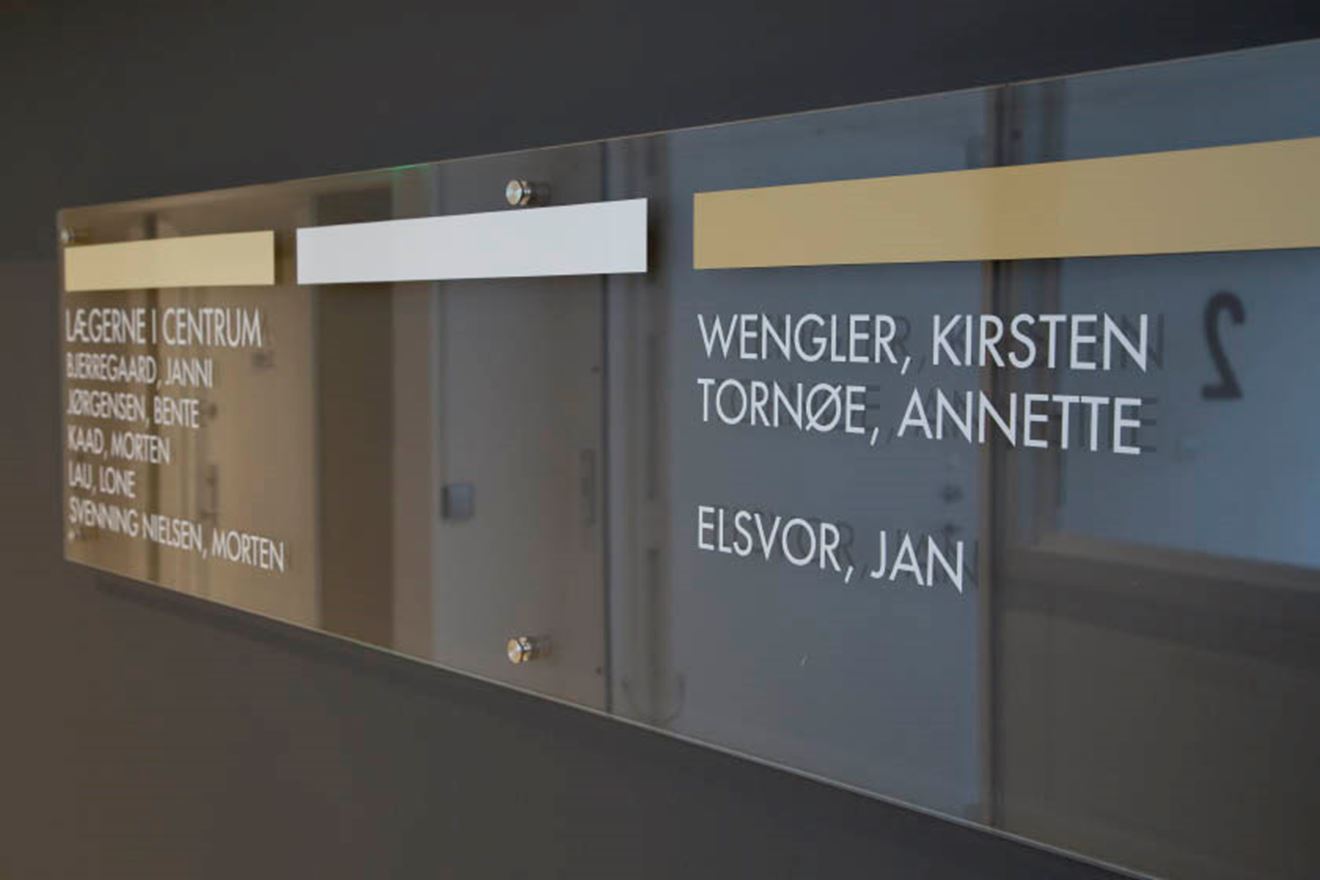 LÆGERNE I CENTRUM
BJERREGAARD, JANNI
JØRGENSEN, BENTE
KAAD, MORTEN
LAU, LONE
SVENNING NIELSEN, MORTEN
WENGLER, KIRSTEN
TORNØE, ANNETTE
ELSVOR, JAN
2